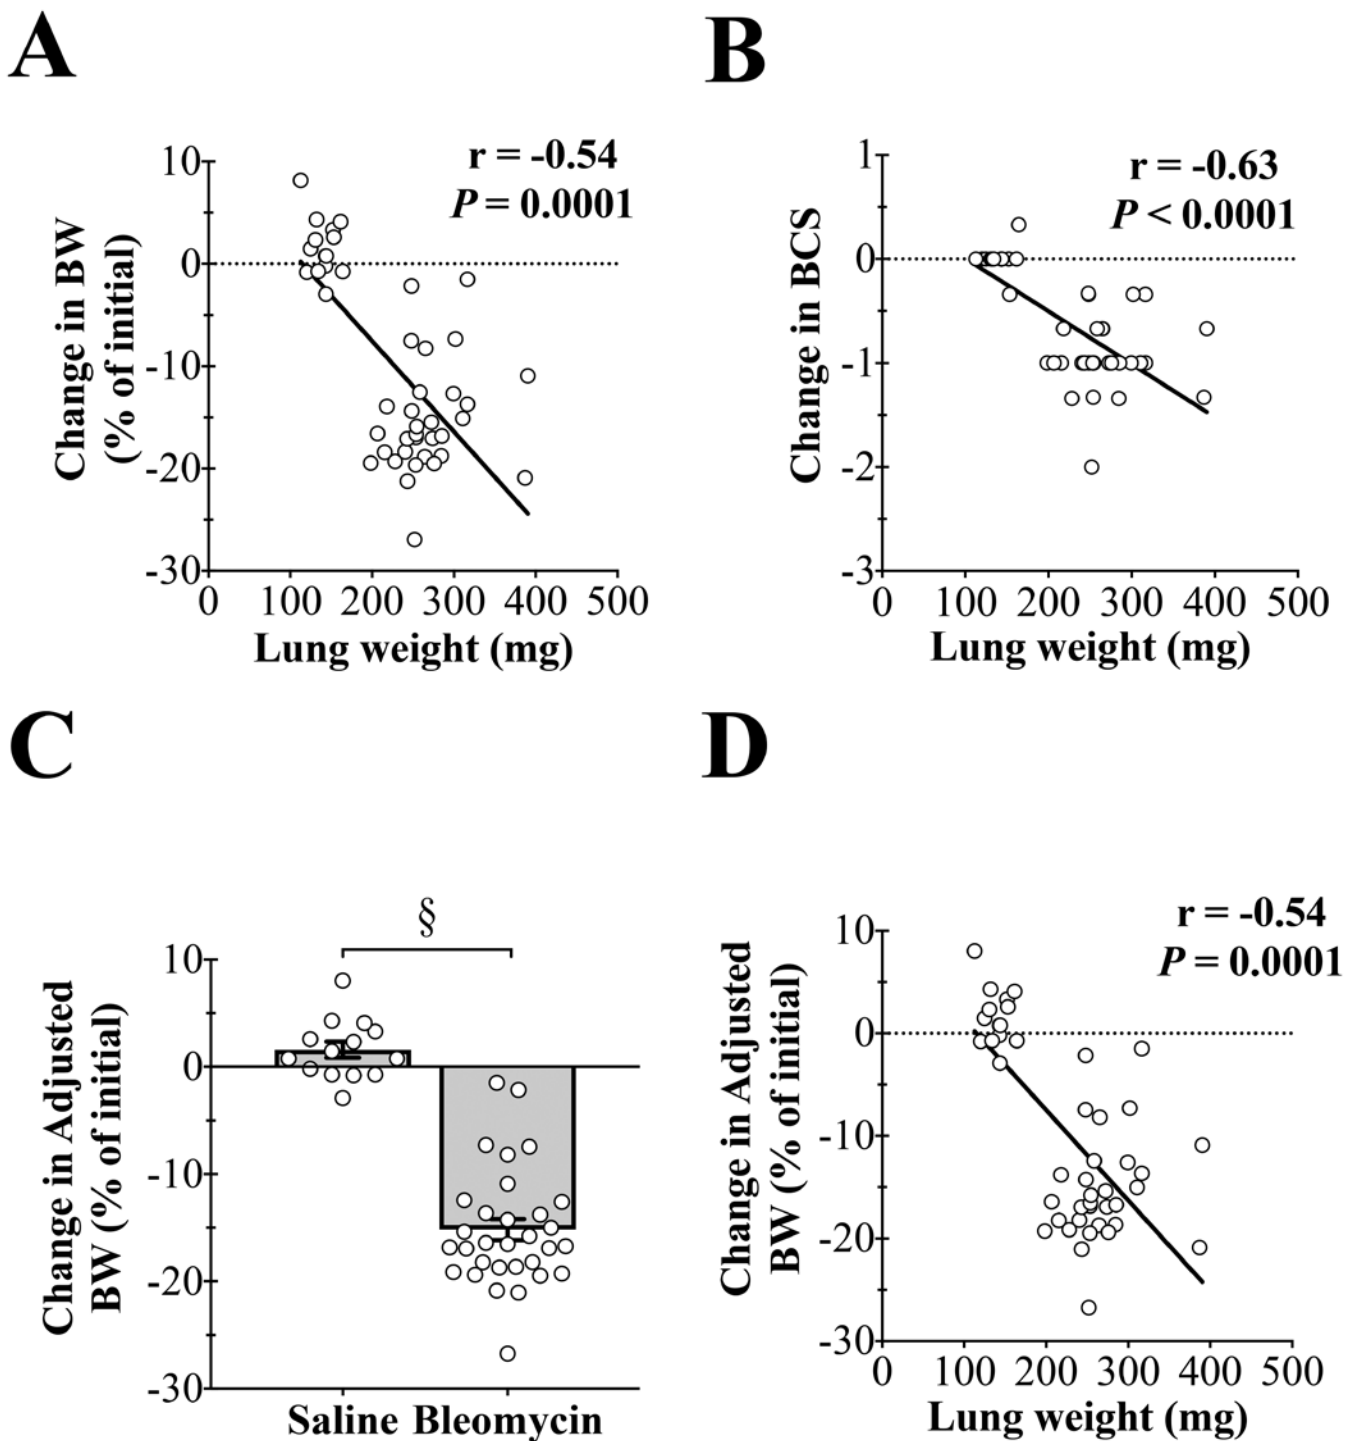 A
r = -0.54
P = 0.0001
Change in BW
(% of initial)
10
0
-10
-20
-30
0 100 200 300 400 500
Lung weight (mg)
B
r = -0.63
P < 0.0001
Change in BCS
1
0
-1
-2
-3
0 100 200 300 400 500
Lung weight (mg)
C
§
Change in Adjusted
BW (% of initial)
10
0
-10
-20
-30
Saline Bleomycin
D
r = -0.54
P = 0.0001
Change in Adjusted
BW (% of initial)
10
0
-10
-20
-30
0 100 200 300 400 500
Lung weight (mg)